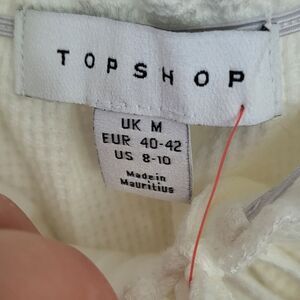 TOPSHOP
UK M
EUR 40-42
US 8-10
Made in
Mauritius